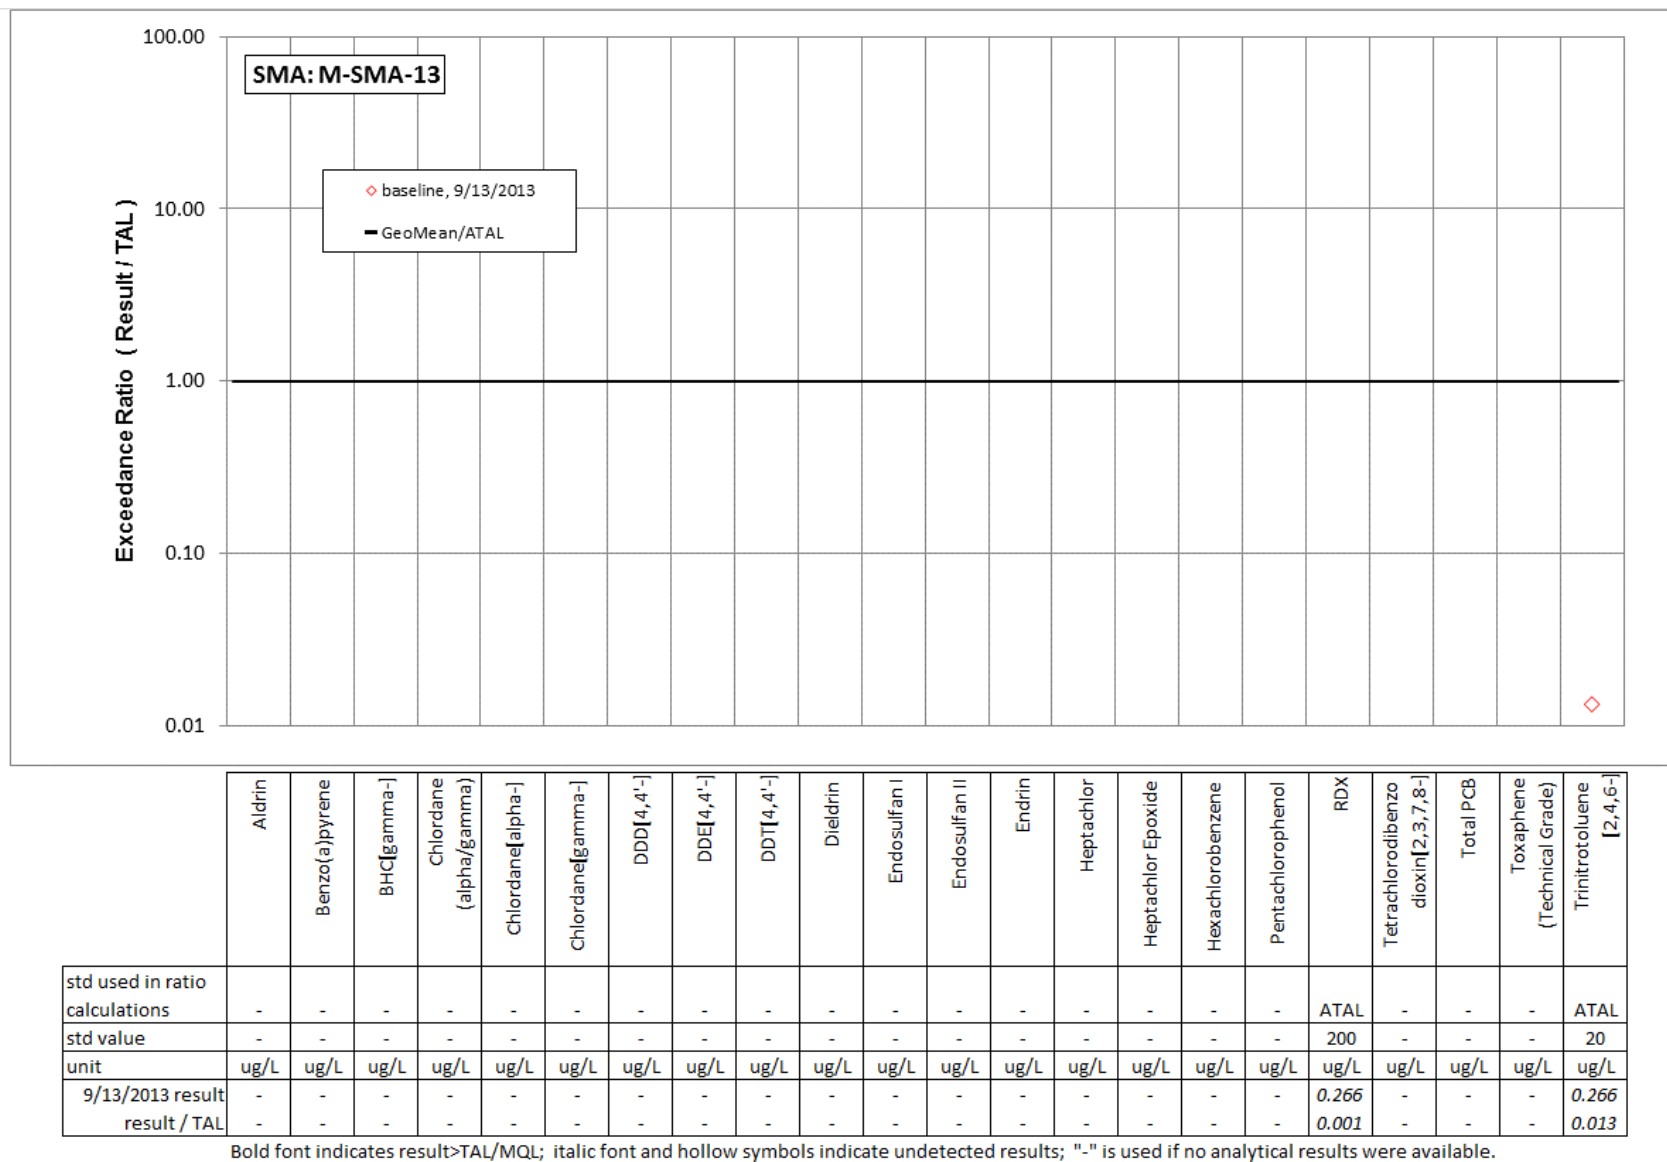 100.00
SMA: M-SMA-13
baseline, 9/13/2013
GeoMean/ATAL
10.00
1.00
0.10
0.01
Exceedance Ratio ( Result / TAL )
Aldrin
Benzo(a)pyrene
BHC[gamma-]
Chlordane
(alpha/gamma)
Chlordane[alpha-]
Chlordane[gamma-]
DDD[4,4'-]
DDE[4,4'-]
DDT[4,4'-]
Dieldrin
Endosulfan I
Endosulfan II
Endrin
Heptachlor
Heptachlor Epoxide
Hexachlorobenzene
Pentachlorophenol
RDX
Tetrachlorodibenzo
dioxin[2,3,7,8-]
Total PCB
Toxaphene
(Technical Grade)
Trinitrotoluene
[2,4,6-]
std used in ratio
calculations - - - - - - - - - - - - - - - - - ATAL - - - ATAL
std value - - - - - - - - - - - - - - - - - 200 - - - 20
unit ug/L ug/L ug/L ug/L ug/L ug/L ug/L ug/L ug/L ug/L ug/L ug/L ug/L ug/L ug/L ug/L ug/L ug/L ug/L ug/L ug/L ug/L
9/13/2013 result - - - - - - - - - - - - - - - - - 0.266 - - - 0.266
result / TAL - - - - - - - - - - - - - - - - - 0.001 - - - 0.013
Bold font indicates result>TAL/MQL; italic font and hollow symbols indicate undetected results; "-" is used if no analytical results were available.